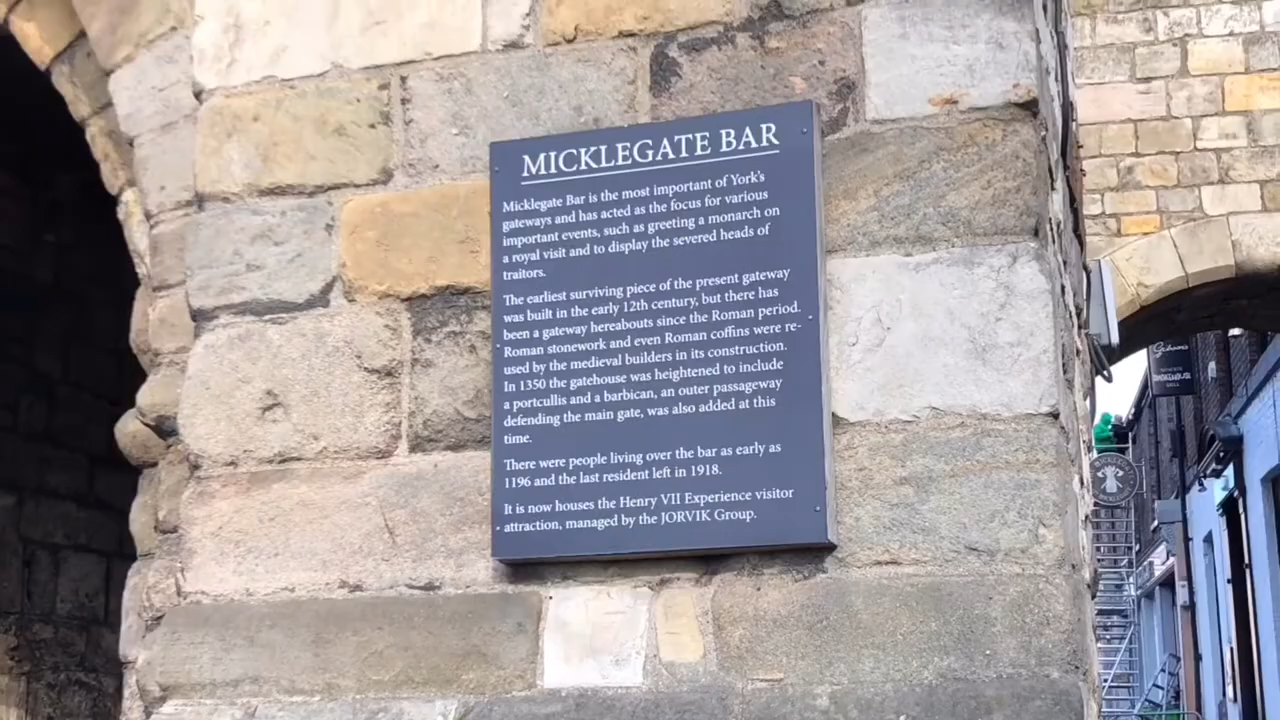 MICKLEGATE BAR
Micklegate Bar is the most important of York's
gateways and has acted as the focus for various
important events, such as greeting a monarch on
a royal visit and to display the severed heads of
traitors.
The earliest surviving piece of the present gateway
was built in the early 12th century, but there has
been a gateway hereabouts since the Roman period.
Roman stonework and even Roman coffins were re-
used by the medieval builders in its construction.
In 1350 the gatehouse was heightened to include
a portcullis and a barbican, an outer passageway
defending the main gate, was also added at this
time.
There were people living over the bar as early as
1196 and the last resident left in 1918.
It is now houses the Henry VII Experience visitor
attraction, managed by the JORVIK Group.
MICKLEGATE